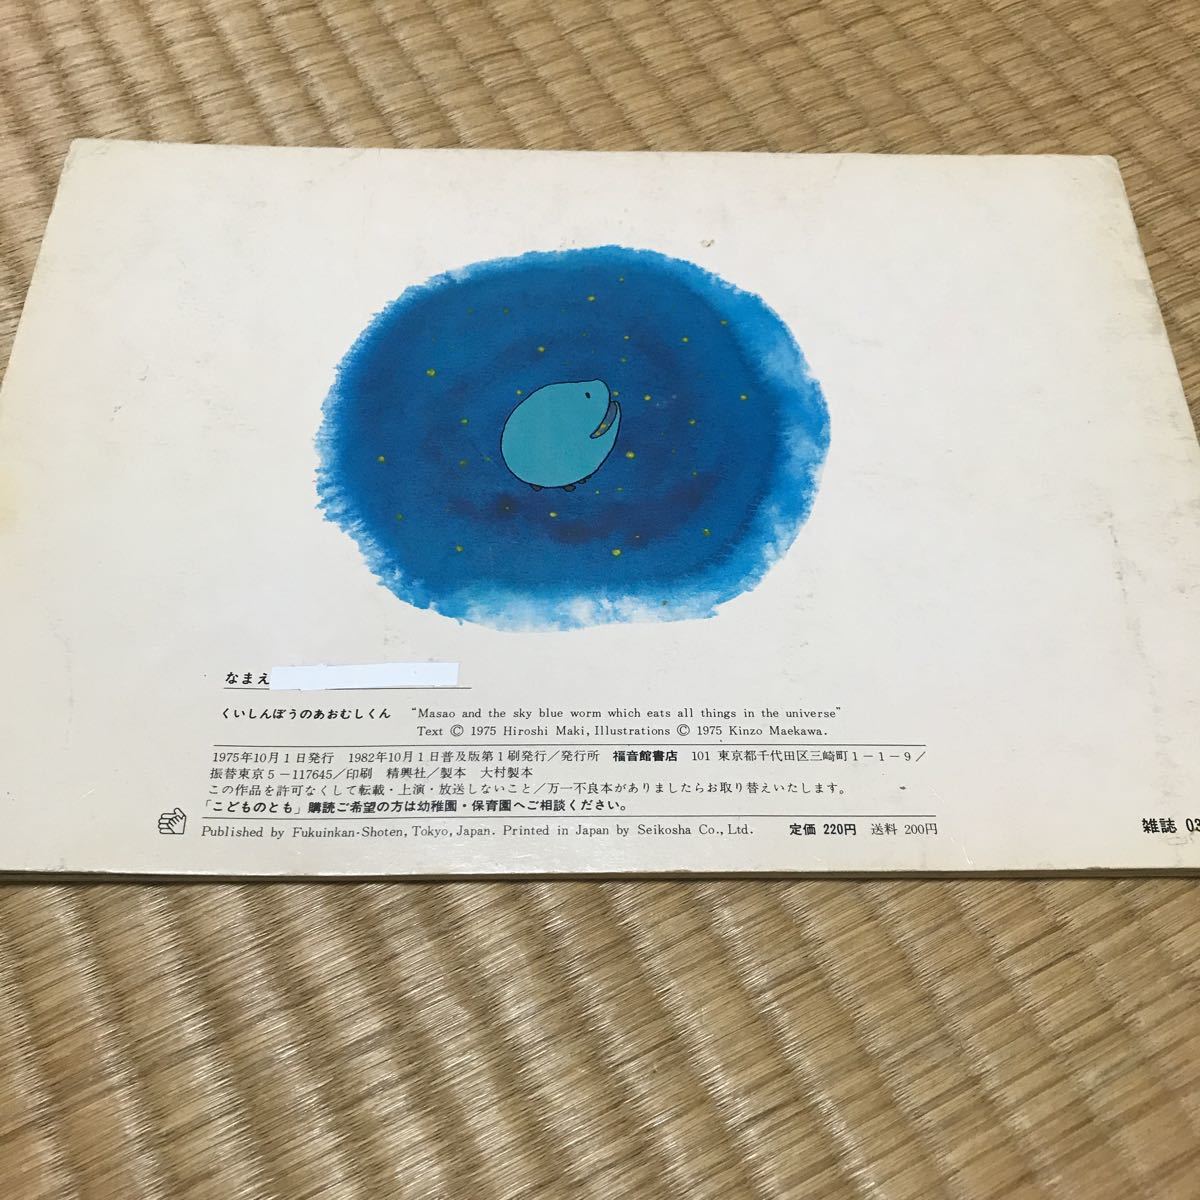 なまえ
くいしんぼうのあおむしくん “Masao and the sky blue worm which eats all things in the universe”
Text © 1975 Hiroshi Maki, Illustrations © 1975 Kinzo Maekawa.
1975年10月1日発行 1982年10月1日普及版第1刷発行/発行所 福音館書店 101 東京都千代田区三崎町1-1-9/
振替東京5-117645/印刷 精興社/製本 大村製本
この作品を許可なくして転載・上演・放送しないこと/万一不良本がありましたらお取り替えいたします。
「こどものとも」購読ご希望の方は幼稚園・保育園へご相談ください。
Published by Fukuinkan-Shoten, Tokyo, Japan. Printed in Japan by Seikosha Co., Ltd. 定価 220円 送料 200円
雑誌 03